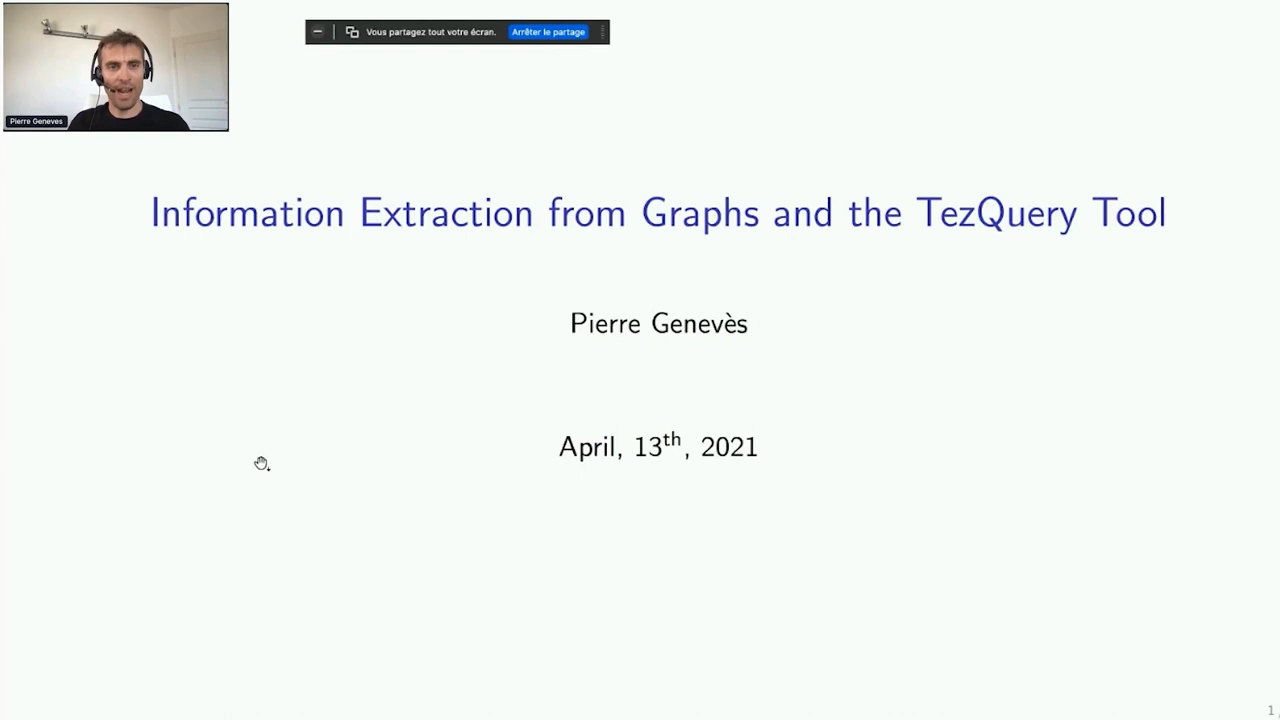 Vous partagez tout votre écran. Arrêter le partage
Pierre Geneves
Information Extraction from Graphs and the TezQuery Tool
Pierre Genevès
April, 13th, 2021
1